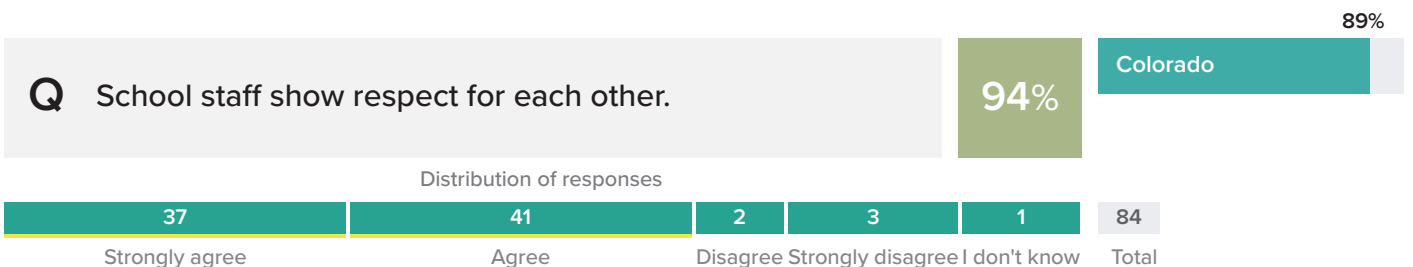 89%
Q School staff show respect for each other.
94%
Colorado
Distribution of responses
37 41 2 3 1 84
Strongly agree Agree Disagree Strongly disagree I don't know Total